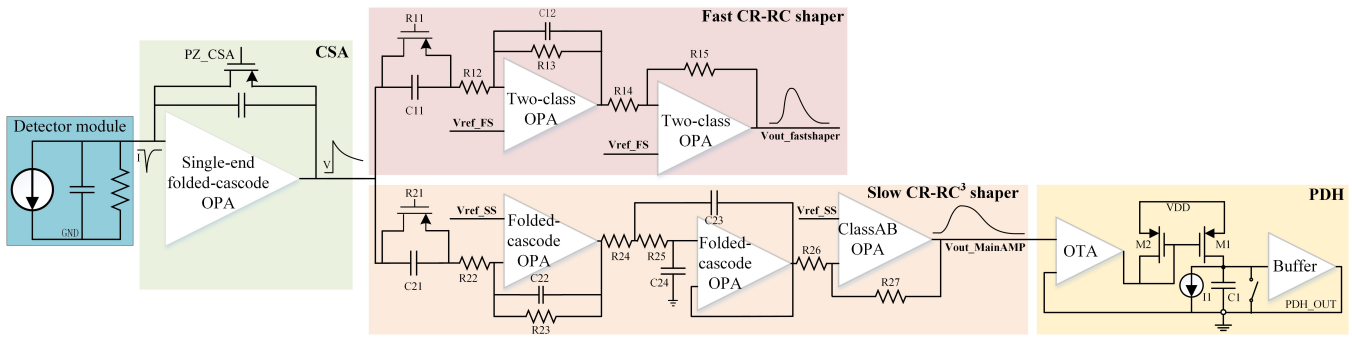 Detector module
I
GND
CSA
PZ_CSA
Single-end
folded-cascode
OPA
V
Fast CR-RC shaper
R11
C11
R12
C12
R13
Two-class
OPA
Vref_FS
R14
R15
Two-class
OPA
Vref_FS
Vout_fastshaper
Slow CR-RC³ shaper
R21
C21
R22
Vref_SS
Folded-
cascode
OPA
C22
R23
R24
R25
C23
C24
Folded-
cascode
OPA
Vref_SS
R26
ClassAB
OPA
R27
Vout_MainAMP
PDH
OTA
VDD
M2
M1
I1
C1
Buffer
PDH_OUT